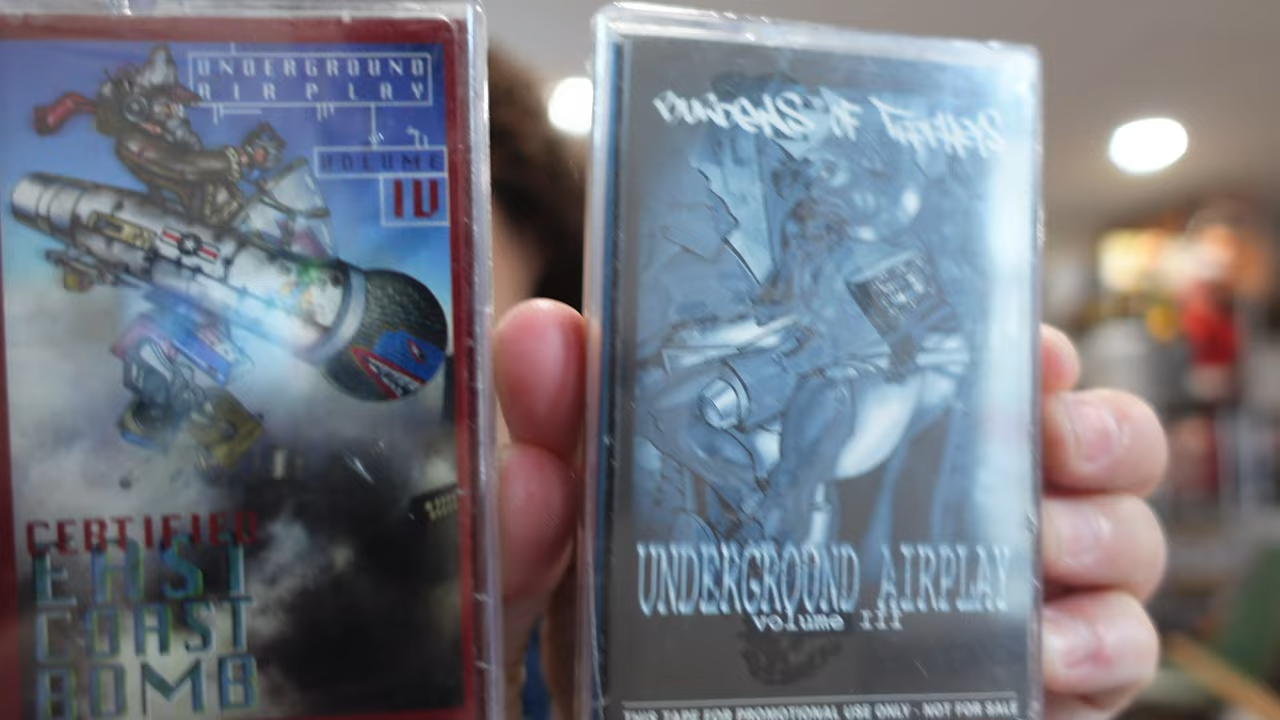 UNDERGROUND
AIRPLAY
VOLUME
IV
CERTIFIED
EAST
COAST
BOMB
OF
UNDERGROUND AIRPLAY
Volume III
THIS TAPE FOR PROMOTIONAL USE ONLY - NOT FOR SALE